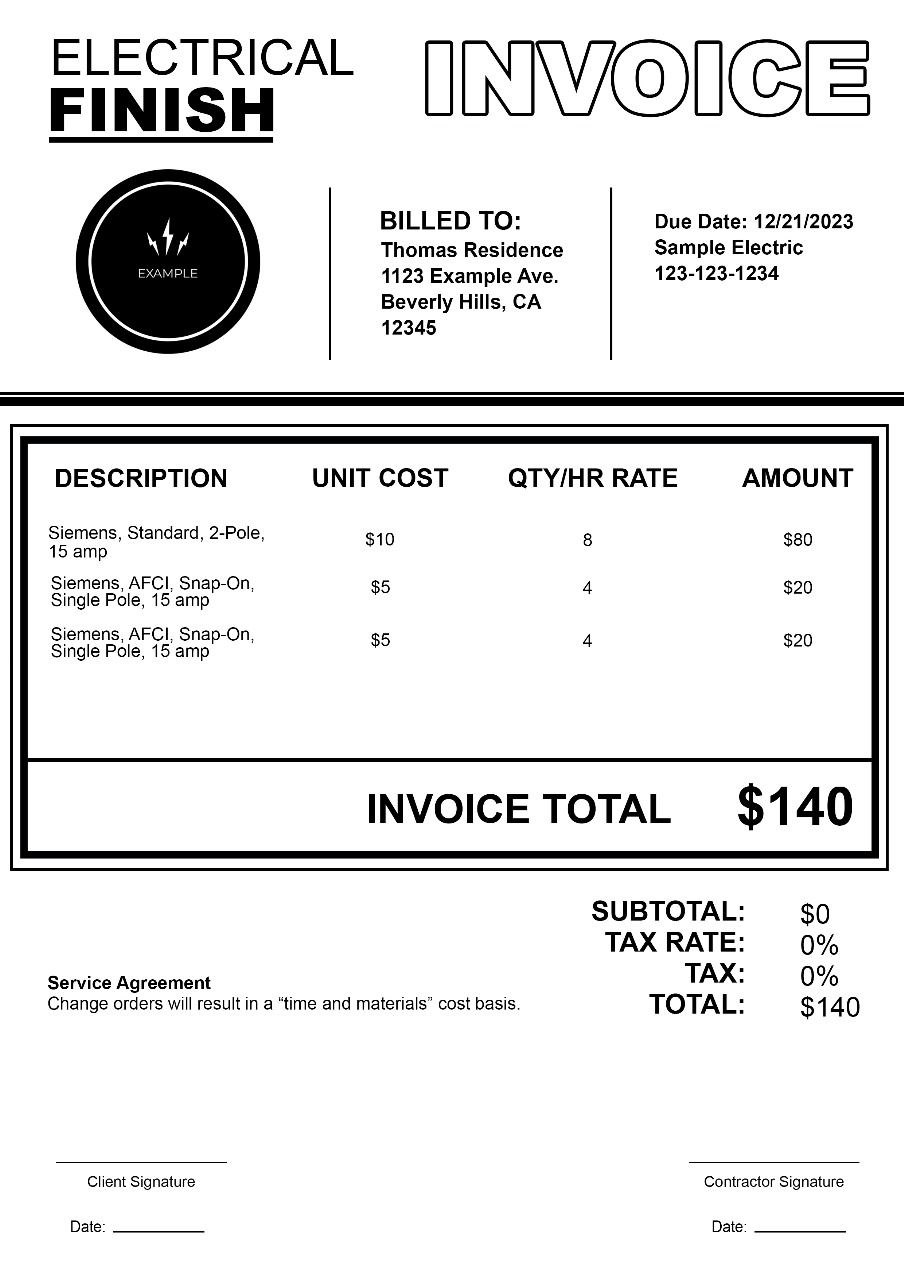 ELECTRICAL
FINISH
INVOICE
EXAMPLE
BILLED TO:
Thomas Residence
1123 Example Ave.
Beverly Hills, CA
12345
Due Date: 12/21/2023
Sample Electric
123-123-1234
DESCRIPTION UNIT COST QTY/HR RATE AMOUNT
Siemens, Standard, 2-Pole,
15 amp
$10 8 $80
Siemens, AFCI, Snap-On,
Single Pole, 15 amp
$5 4 $20
Siemens, AFCI, Snap-On,
Single Pole, 15 amp
$5 4 $20
INVOICE TOTAL $140
SUBTOTAL: $0
TAX RATE: 0%
TAX: 0%
TOTAL: $140
Service Agreement
Change orders will result in a “time and materials” cost basis.
Client Signature
Date:
Contractor Signature
Date: